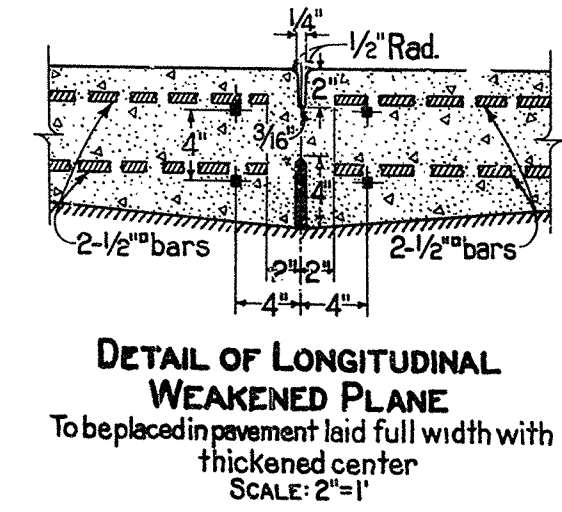 1/4"
1/2" Rad.
2"
3/16"
4"
4"
2-1/2"□ bars
2-1/2"□ bars
2" 2"
4" 4"
DETAIL OF LONGITUDINAL
WEAKENED PLANE
To be placed in pavement laid full width with
thickened center
SCALE: 2"=1'